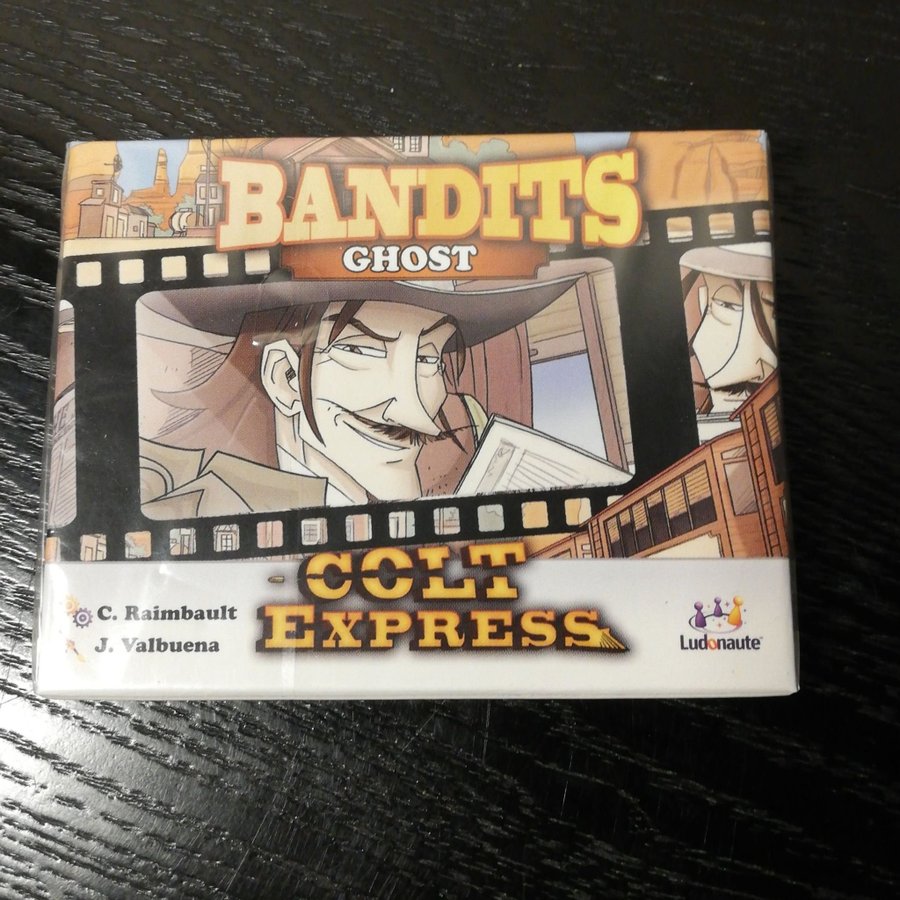 BANDITS
GHOST
COLT
EXPRESS
C. Raimbault
J. Valbuena
Ludonaute